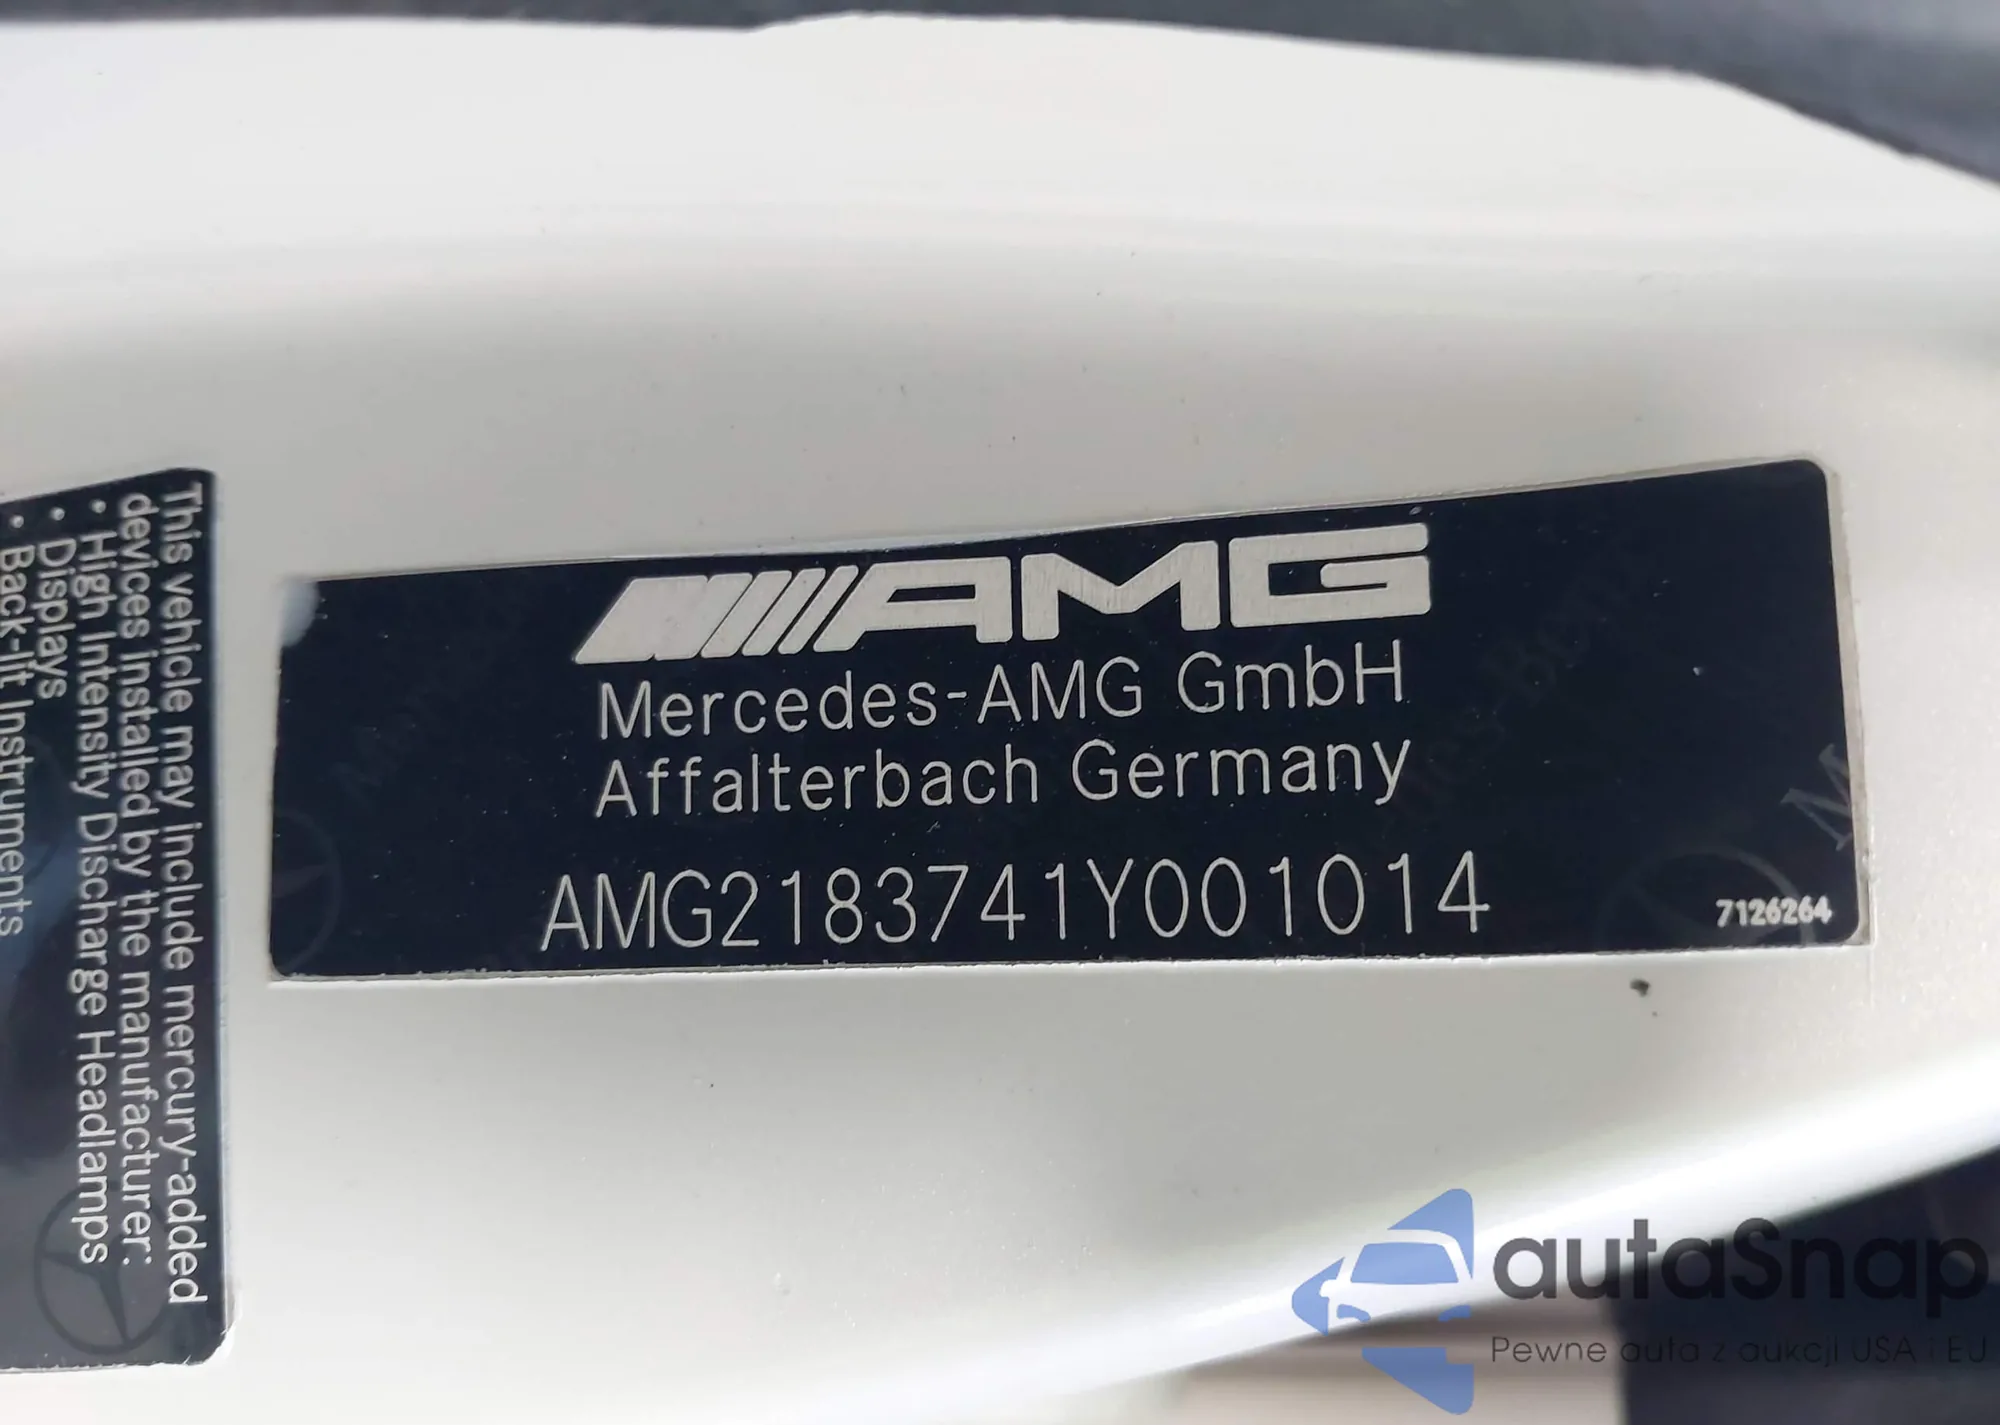 This vehicle may include mercury-added
devices installed by the manufacturer:
• High Intensity Discharge Headlamps
• Displays
• Back-lit Instruments
AMG
Mercedes-AMG GmbH
Affalterbach Germany
AMG2183741Y001014
7126264
autaSnap
Pewne auta z aukcji USA i EU